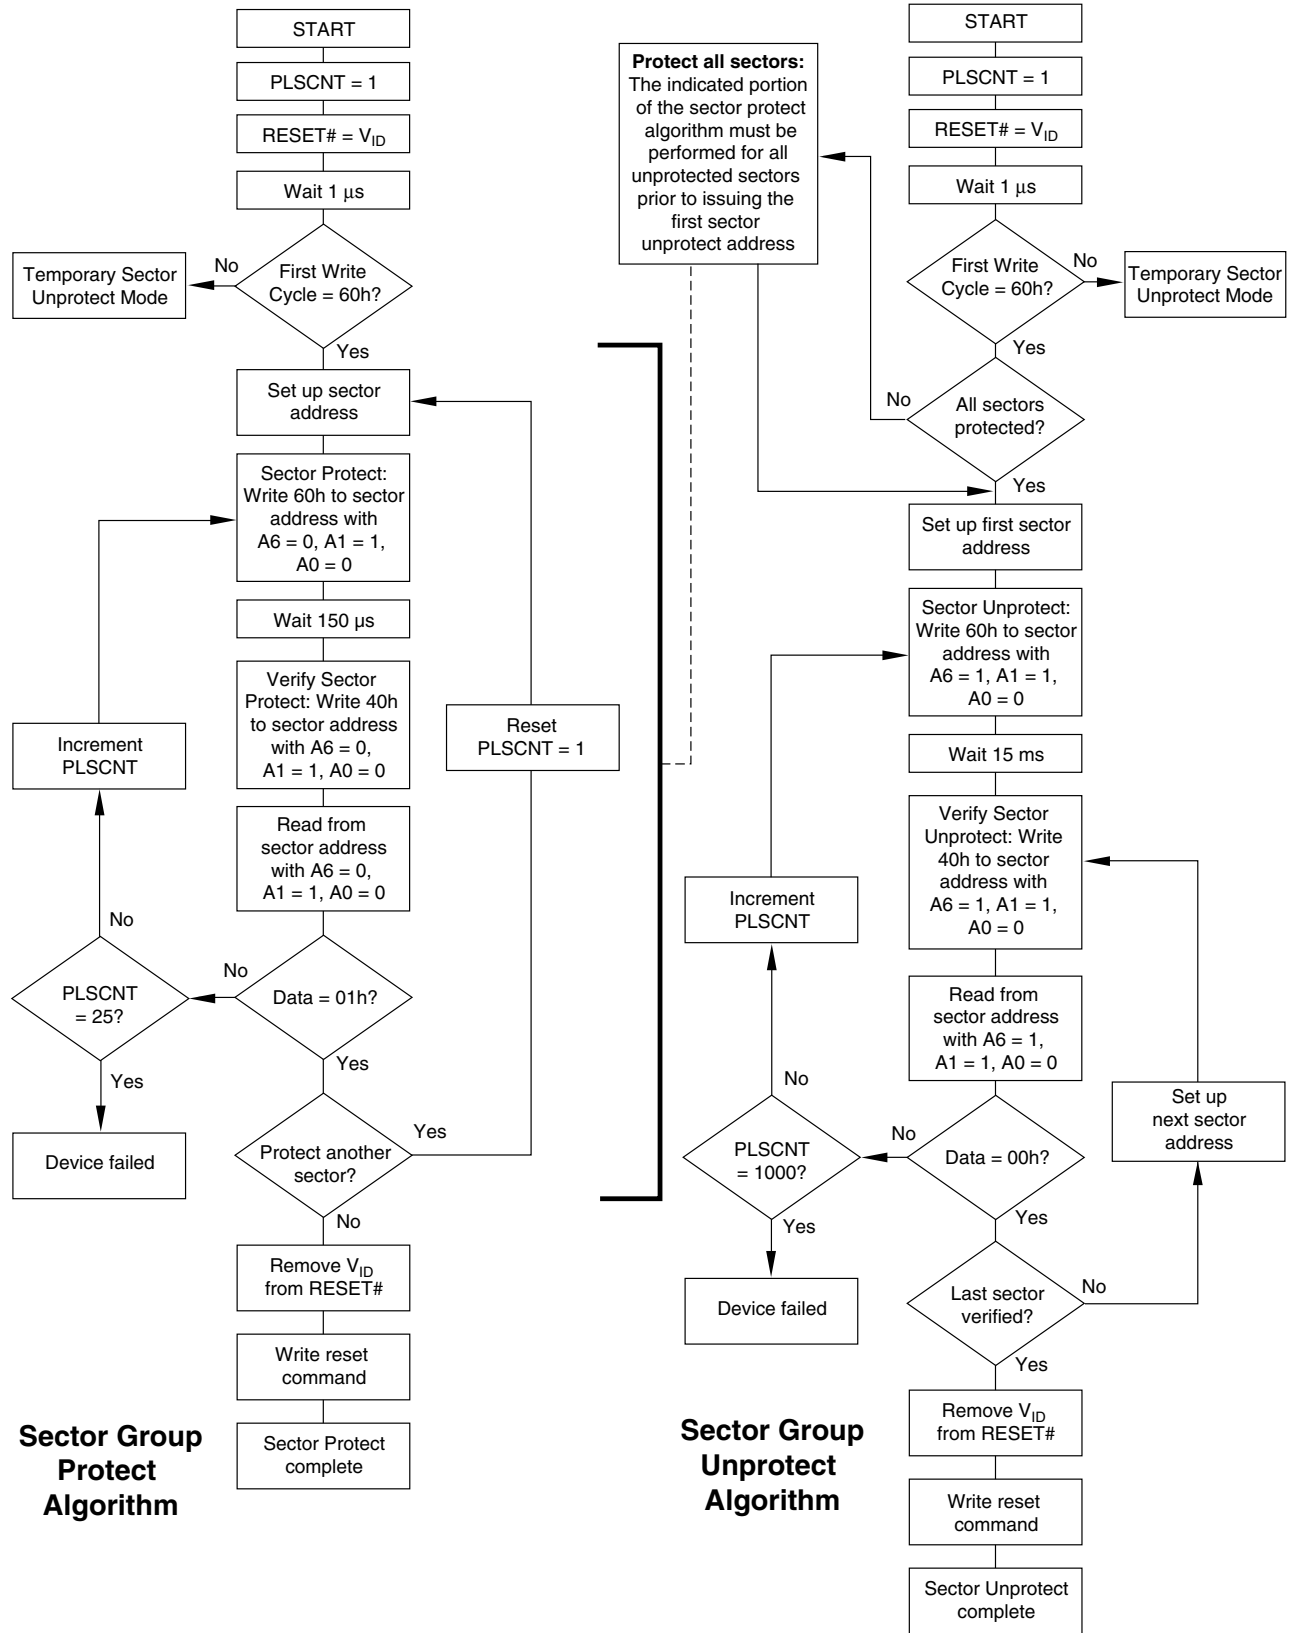 START
PLSCNT = 1
RESET# = VID
Wait 1 μs
First Write
Cycle = 60h?
No
Temporary Sector
Unprotect Mode
Yes
Set up sector
address
Sector Protect:
Write 60h to sector
address with
A6 = 0, A1 = 1,
A0 = 0
Wait 150 µs
Verify Sector
Protect: Write 40h
to sector address
with A6 = 0,
A1 = 1, A0 = 0
Reset
PLSCNT = 1
Increment
PLSCNT
Read from
sector address
with A6 = 0,
A1 = 1, A0 = 0
No
No
PLSCNT
= 25?
Data = 01h?
Yes
Yes
Device failed
Protect another
sector?
Yes
No
Remove VID
from RESET#
Write reset
command
Sector Protect
complete
Sector Group
Protect
Algorithm
Protect all sectors:
The indicated portion
of the sector protect
algorithm must be
performed for all
unprotected sectors
prior to issuing the
first sector
unprotect address
START
PLSCNT = 1
RESET# = VID
Wait 1 μs
First Write
Cycle = 60h?
No
Temporary Sector
Unprotect Mode
Yes
No
All sectors
protected?
Yes
Set up first sector
address
Sector Unprotect:
Write 60h to sector
address with
A6 = 1, A1 = 1,
A0 = 0
Wait 15 ms
Verify Sector
Unprotect: Write
40h to sector
address with
A6 = 1, A1 = 1,
A0 = 0
Increment
PLSCNT
Read from
sector address
with A6 = 1,
A1 = 1, A0 = 0
No
No
Set up
next sector
address
PLSCNT
= 1000?
Data = 00h?
Yes
Yes
Device failed
Last sector
verified?
No
Yes
Remove VID
from RESET#
Write reset
command
Sector Unprotect
complete
Sector Group
Unprotect
Algorithm